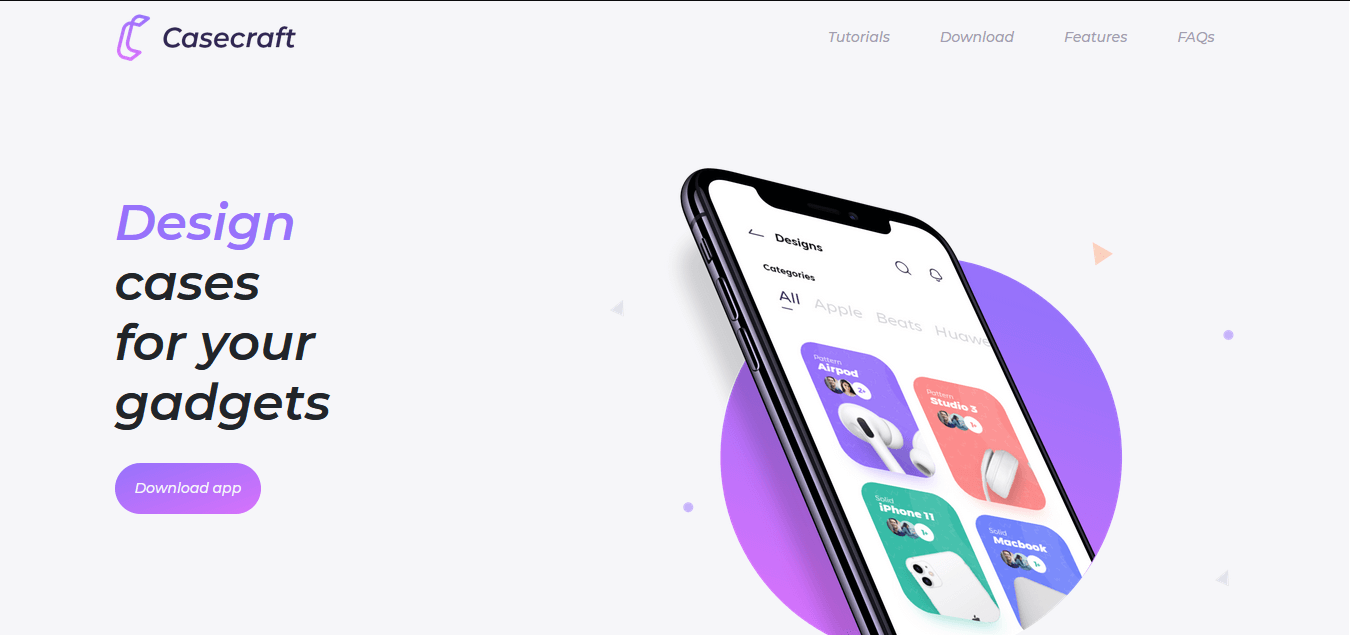 Casecraft
Tutorials
Download
Features
FAQs
Design
cases
for your
gadgets
Download app
Designs
Categories
All
Apple
Beats
Huawe
Pattern
Airpod
2+
Pattern
Studio 3
1+
Solid
iPhone 11
1+
Solid
Macbook
1+